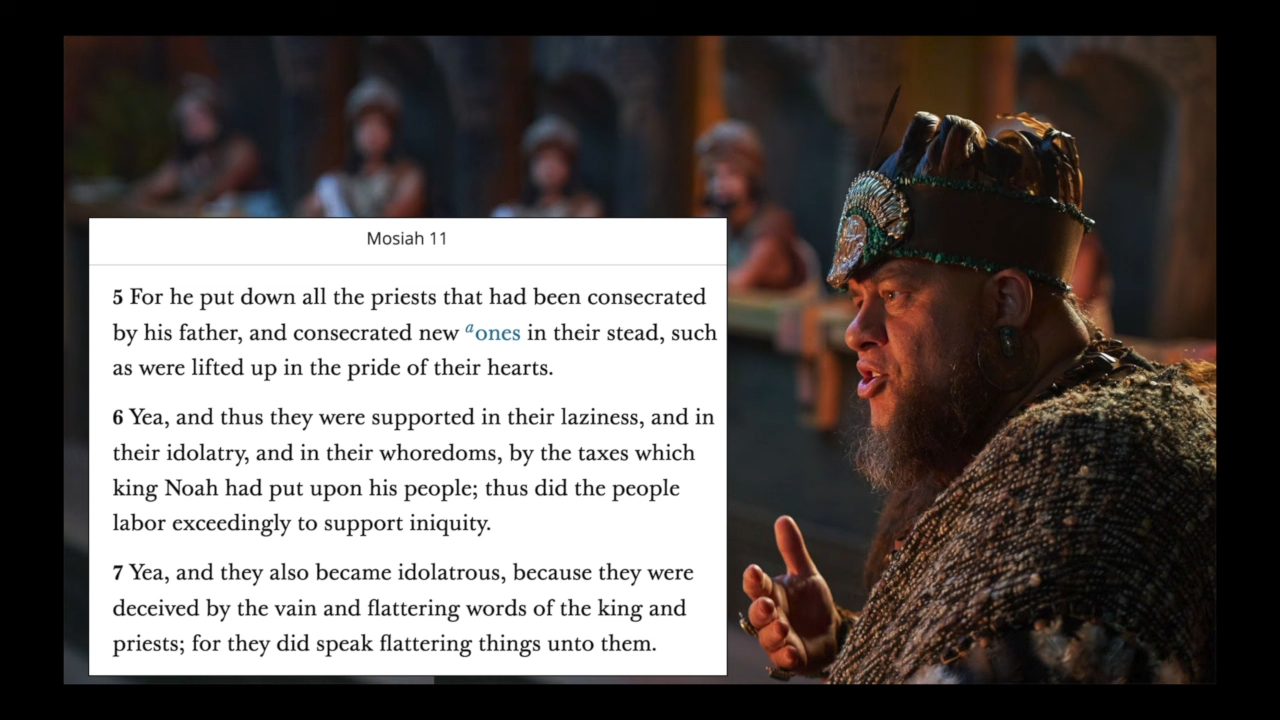 Mosiah 11
5 For he put down all the priests that had been consecrated
by his father, and consecrated new aones in their stead, such
as were lifted up in the pride of their hearts.
6 Yea, and thus they were supported in their laziness, and in
their idolatry, and in their whoredoms, by the taxes which
king Noah had put upon his people; thus did the people
labor exceedingly to support iniquity.
7 Yea, and they also became idolatrous, because they were
deceived by the vain and flattering words of the king and
priests; for they did speak flattering things unto them.